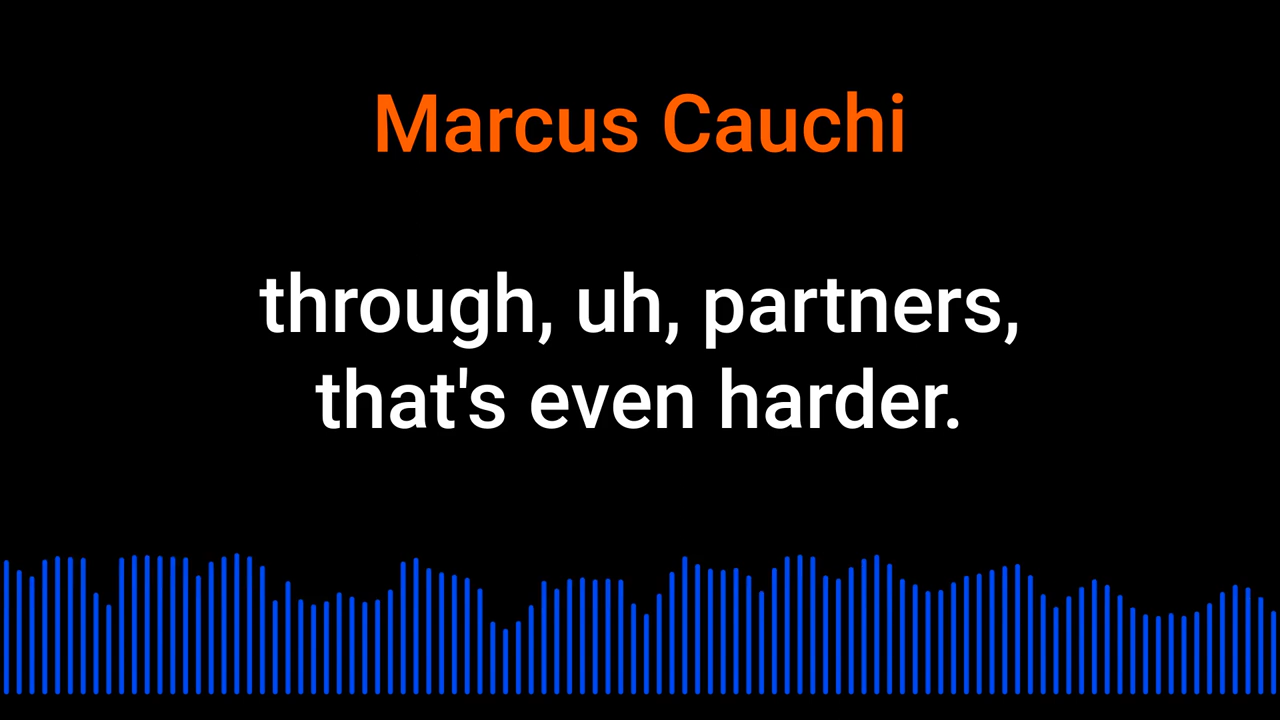 Marcus Cauchi
through, uh, partners,
that's even harder.